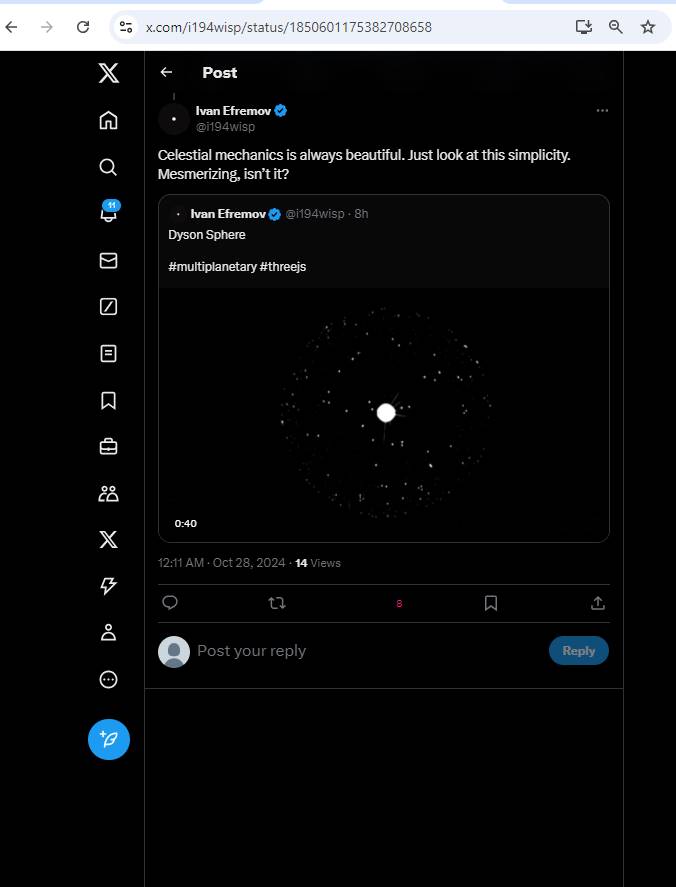 x.com/i194wisp/status/1850601175382708658
Post
Ivan Efremov
@i194wisp
Celestial mechanics is always beautiful. Just look at this simplicity.
Mesmerizing, isn't it?
Ivan Efremov @i194wisp · 8h
Dyson Sphere
#multiplanetary #threejs
0:40
12:11 AM · Oct 28, 2024 · 14 Views
8
Post your reply
Reply
11